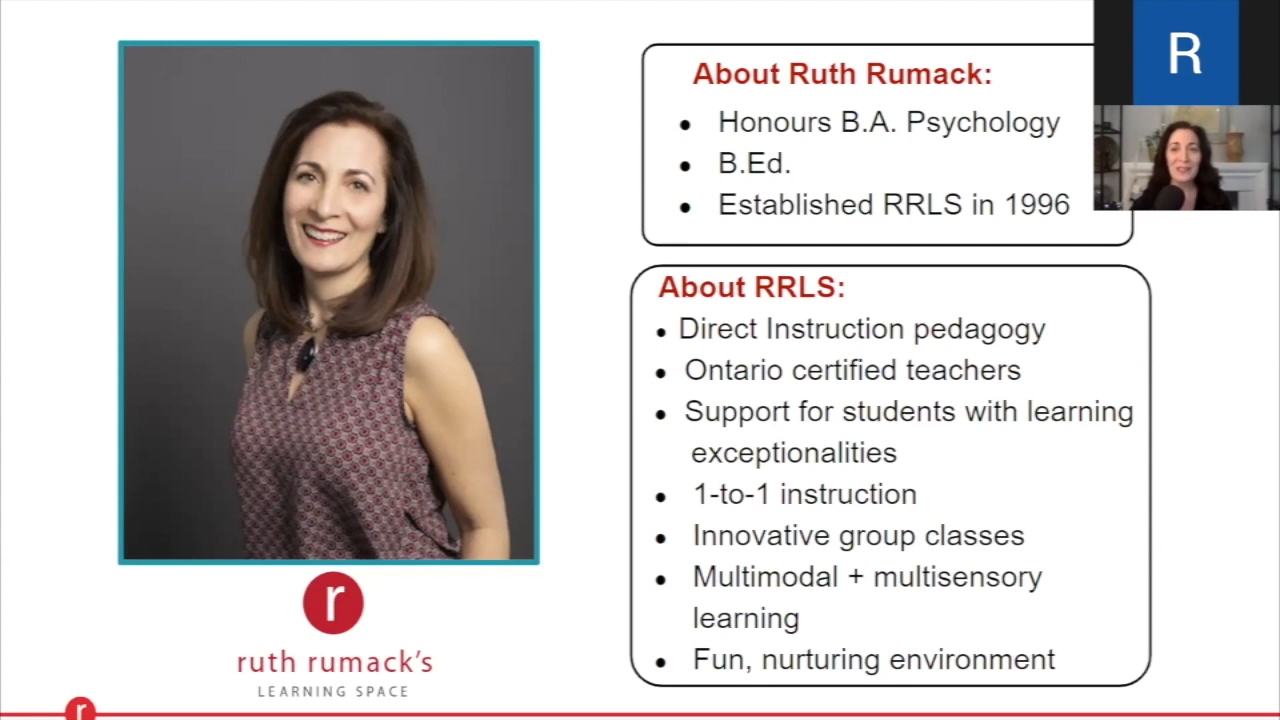 About Ruth Rumack:
• Honours B.A. Psychology
• B.Ed.
• Established RRLS in 1996
R
About RRLS:
• Direct Instruction pedagogy
• Ontario certified teachers
• Support for students with learning
exceptionalities
• 1-to-1 instruction
• Innovative group classes
• Multimodal + multisensory
learning
• Fun, nurturing environment
r
ruth rumack's
LEARNING SPACE
r